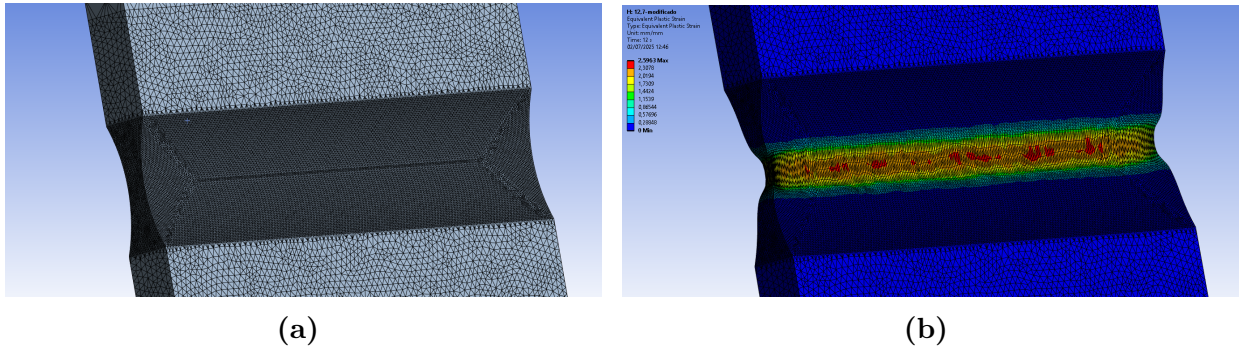 H: 12,7-modificado
Equivalent Plastic Strain
Type: Equivalent Plastic Strain
Unit: mm/mm
Time: 12 s
02/07/2025 12:46
2,5963 Max
2,3078
2,0194
1,7309
1,4424
1,1539
0,86544
0,57696
0,28848
0 Min
(a)
(b)